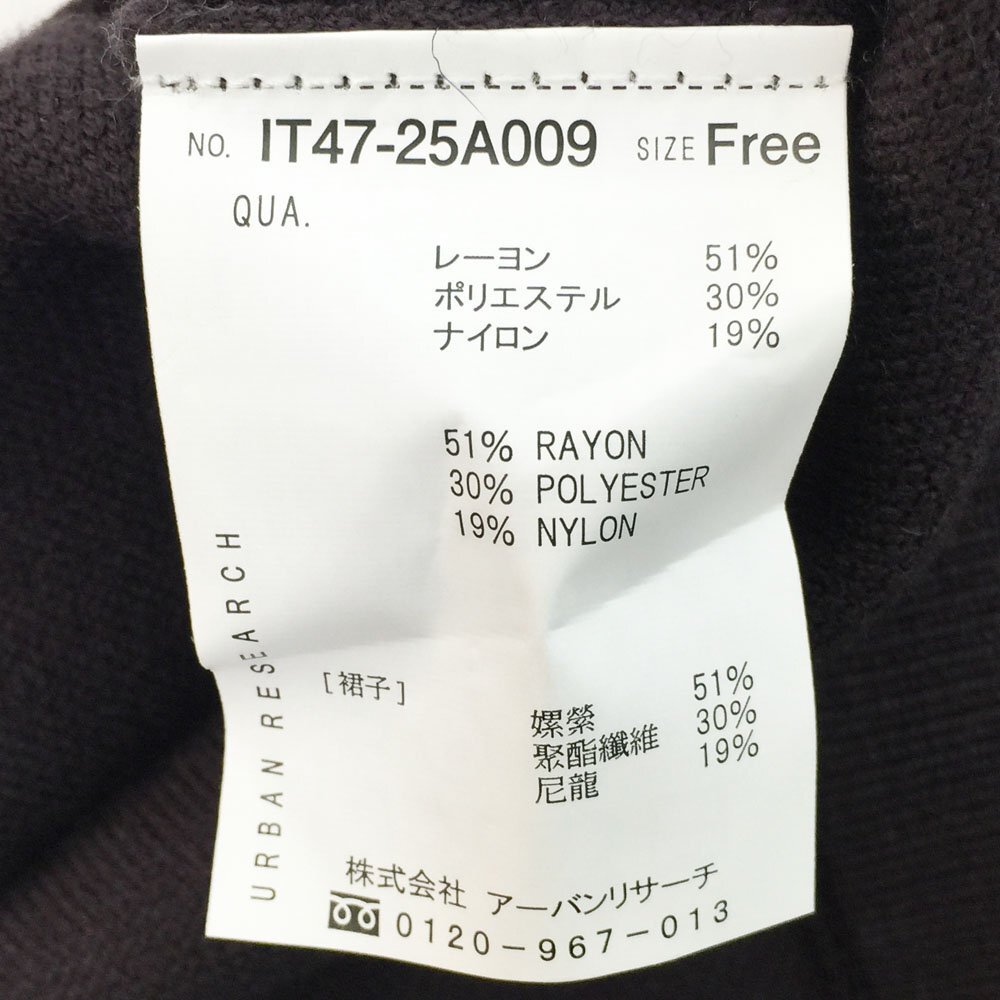 NO. IT47-25A009 SIZE Free
QUA.
レーヨン 51%
ポリエステル 30%
ナイロン 19%
51% RAYON
30% POLYESTER
19% NYLON
URBAN RESEARCH
[裙子]
嫘縈 51%
聚酯纖維 30%
尼龍 19%
株式会社 アーバンリサーチ
0120-967-013